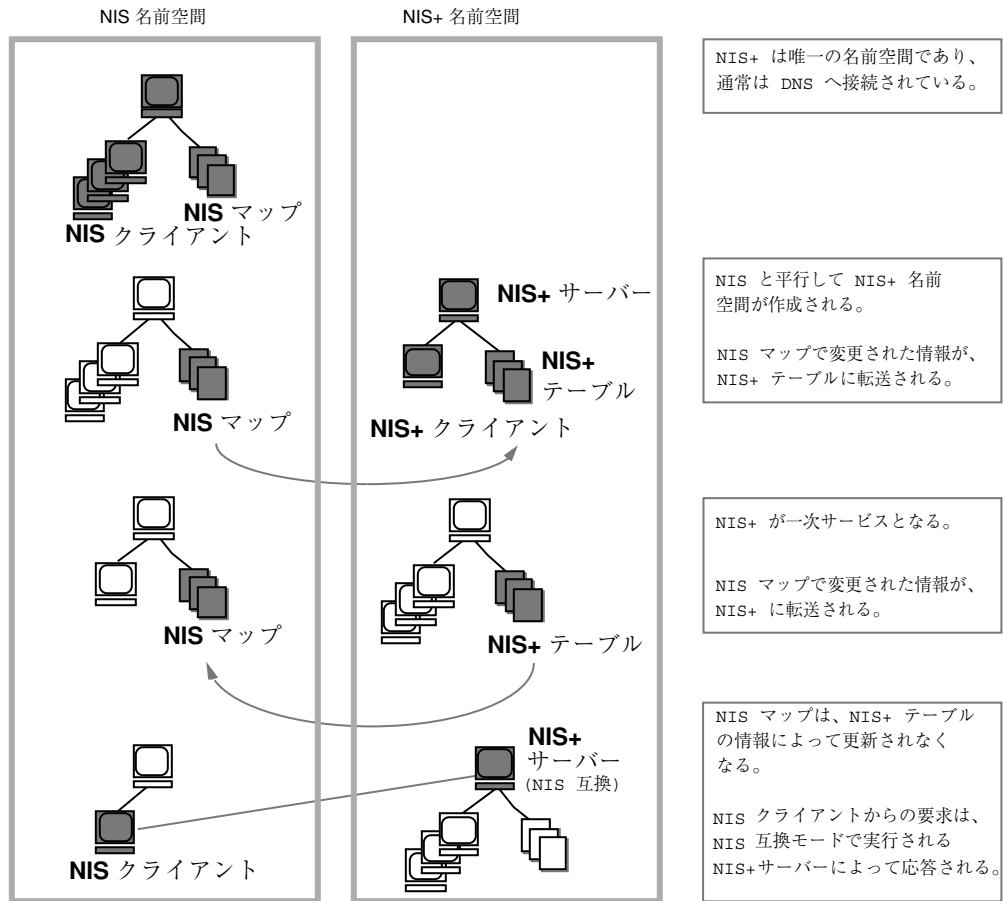 NIS 名前空間
NIS+ 名前空間
NIS+ は唯一の名前空間であり、
通常は DNS へ接続されている。
NIS マップ
NIS クライアント
NIS+ サーバー
NIS+
テーブル
NIS マップ
NIS+ クライアント
NIS と平行して NIS+ 名前
空間が作成される。
NIS マップで変更された情報が、
NIS+ テーブルに転送される。
NIS マップ
NIS+ テーブル
NIS+ が一次サービスとなる。
NIS マップで変更された情報が、
NIS+ に転送される。
NIS+
サーバー
(NIS 互換)
NIS クライアント
NIS マップは、NIS+ テーブル
の情報によって更新されなく
なる。
NIS クライアントからの要求は、
NIS 互換モードで実行される
NIS+サーバーによって応答される。